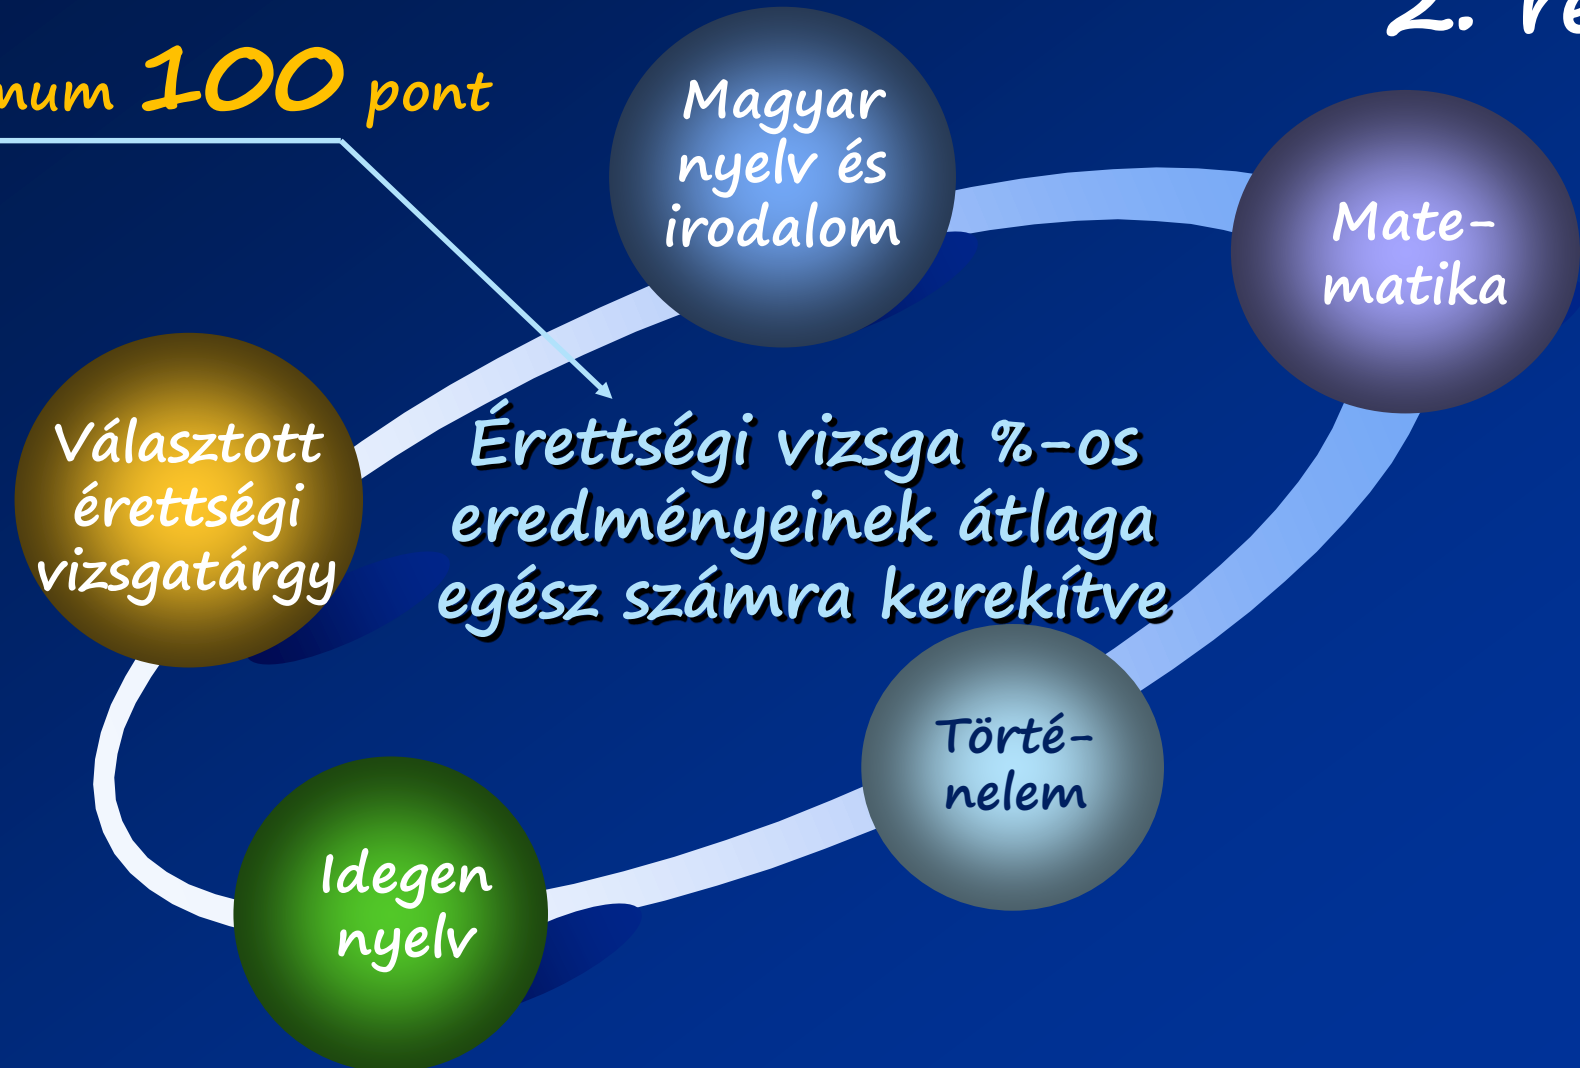 2.
100 pont
Magyar
nyelv és
irodalom
Mate-
matika
Választott
érettségi
vizsgatárgy
Érettségi vizsga %-os
eredményeinek átlaga
egész számra kerekítve
Törté-
nelem
Idegen
nyelv